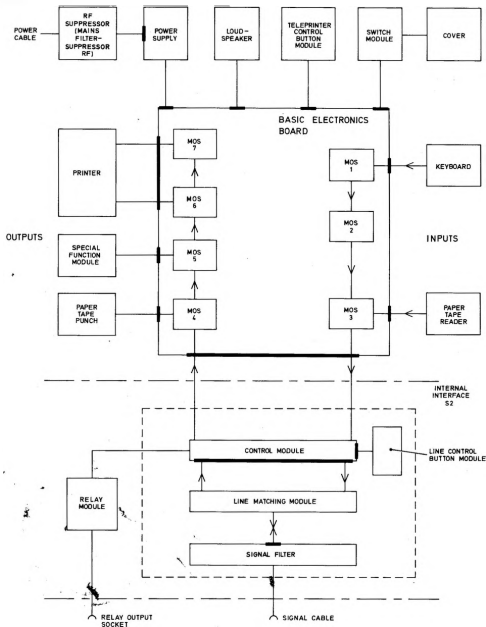 POWER
CABLE
RF
SUPPRESSOR
(MAINS
FILTER-
SUPPRESSOR
RF)
POWER
SUPPLY
LOUD-
SPEAKER
TELEPRINTER
CONTROL
BUTTON
MODULE
SWITCH
MODULE
COVER
BASIC ELECTRONICS
BOARD
MOS
7
MOS
1
PRINTER
KEYBOARD
MOS
6
MOS
2
OUTPUTS
INPUTS
SPECIAL
FUNCTION
MODULE
MOS
5
PAPER
TAPE
PUNCH
MOS
4
MOS
3
PAPER
TAPE
READER
INTERNAL
INTERFACE
S2
CONTROL MODULE
LINE CONTROL
BUTTON MODULE
RELAY
MODULE
LINE MATCHING MODULE
SIGNAL FILTER
RELAY OUTPUT
SOCKET
SIGNAL CABLE